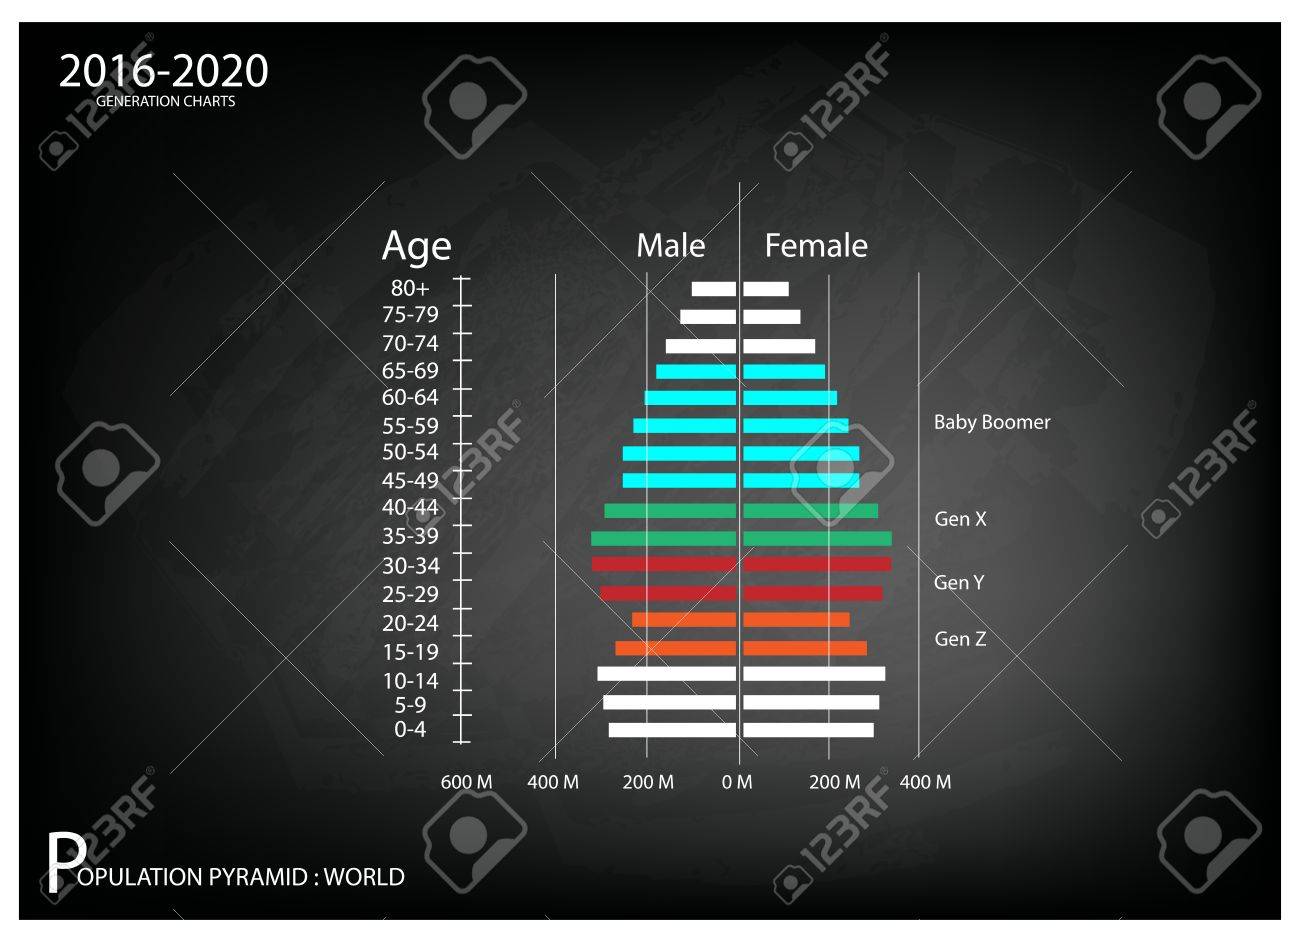 2016-2020
GENERATION CHARTS
Age
Male
Female
80+
75-79
70-74
65-69
60-64
55-59
50-54
45-49
40-44
35-39
30-34
25-29
20-24
15-19
10-14
5-9
0-4
Baby Boomer
Gen X
Gen Y
Gen Z
600 M
400 M
200 M
0 M
200 M
400 M
POPULATION PYRAMID : WORLD
123RF
123RF
123RF
123RF
123RF
123RF